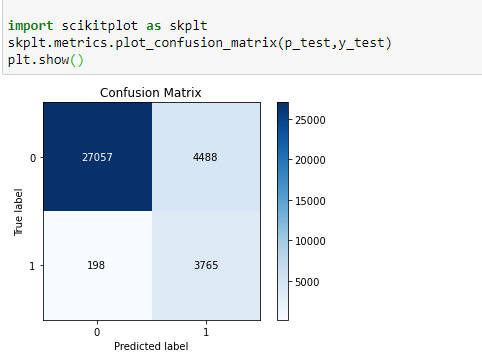 import scikitplot as skplt
skplt.metrics.plot_confusion_matrix(p_test,y_test)
plt.show()
Confusion Matrix
25000
0
27057
4488
20000
True label
15000
10000
1
198
3765
5000
0
1
Predicted label